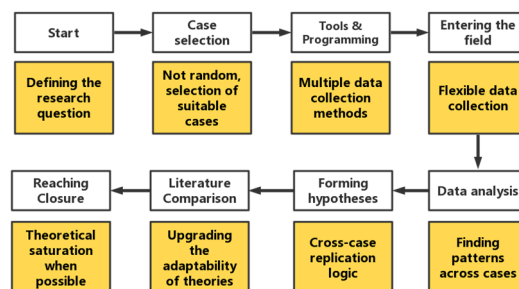 Start
Case
selection
Tools &
Programming
Entering the
field
Defining the
research
question
Not random,
selection of
suitable
cases
Multiple data
collection
methods
Flexible data
collection
Reaching
Closure
Literature
Comparison
Forming
hypotheses
Data analysis
Theoretical
saturation
when
possible
Upgrading
the
adaptability
of theories
Cross-case
replication
logic
Finding
patterns
across cases